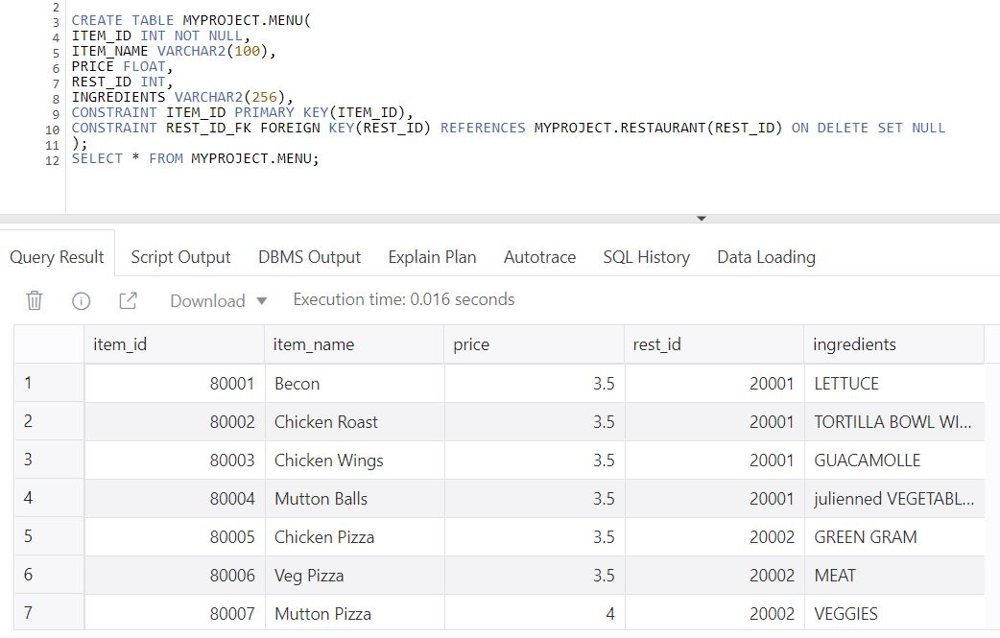 2
3 CREATE TABLE MYPROJECT.MENU(
4 ITEM_ID INT NOT NULL,
5 ITEM_NAME VARCHAR2(100),
6 PRICE FLOAT,
7 REST_ID INT,
8 INGREDIENTS VARCHAR2(256),
9 CONSTRAINT ITEM_ID PRIMARY KEY(ITEM_ID),
10 CONSTRAINT REST_ID_FK FOREIGN KEY(REST_ID) REFERENCES MYPROJECT.RESTAURANT(REST_ID) ON DELETE SET NULL
11 );
12 SELECT * FROM MYPROJECT.MENU;
Query Result Script Output DBMS Output Explain Plan Autotrace SQL History Data Loading
Download Execution time: 0.016 seconds
item_id item_name price rest_id ingredients
1 80001 Becon 3.5 20001 LETTUCE
2 80002 Chicken Roast 3.5 20001 TORTILLA BOWL WI...
3 80003 Chicken Wings 3.5 20001 GUACAMOLLE
4 80004 Mutton Balls 3.5 20001 julienned VEGETABL...
5 80005 Chicken Pizza 3.5 20002 GREEN GRAM
6 80006 Veg Pizza 3.5 20002 MEAT
7 80007 Mutton Pizza 4 20002 VEGGIES